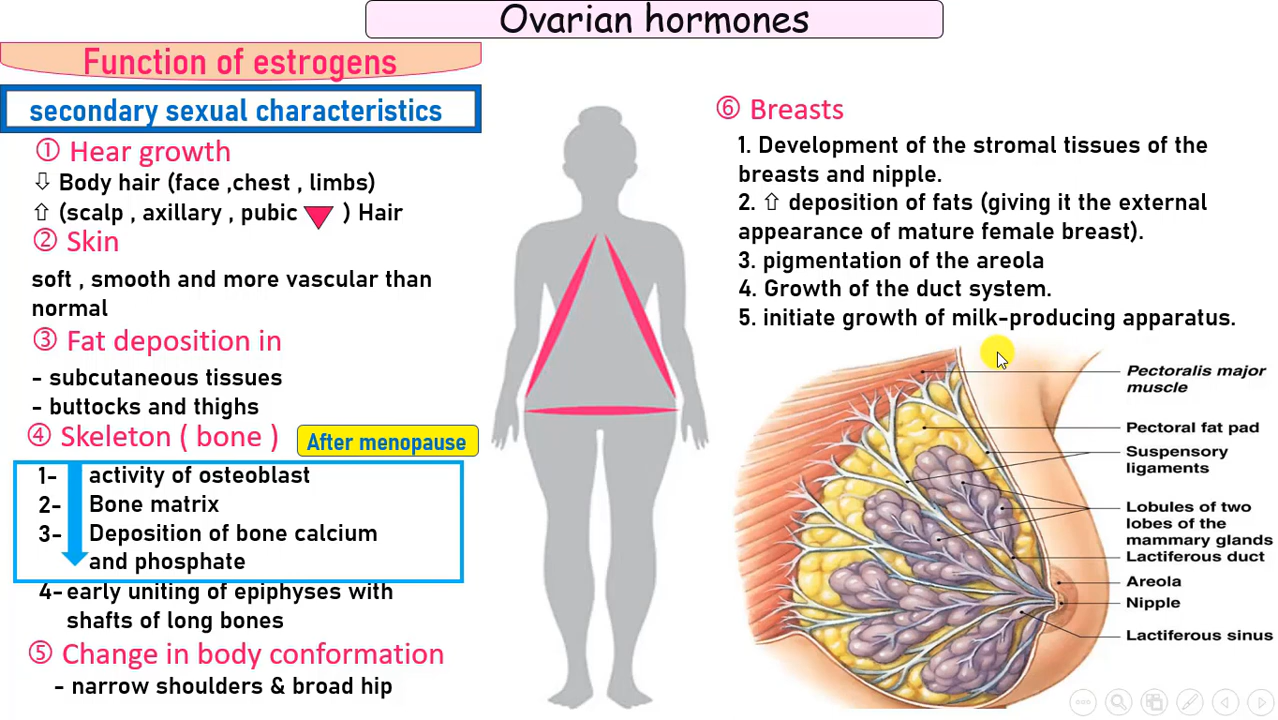 Ovarian hormones
Function of estrogens
secondary sexual characteristics
① Hear growth
⇩ Body hair (face ,chest , limbs)
⇧ (scalp , axillary , pubic ) Hair
② Skin
soft , smooth and more vascular than
normal
③ Fat deposition in
- subcutaneous tissues
- buttocks and thighs
④ Skeleton ( bone )
After menopause
1- activity of osteoblast
2- Bone matrix
3- Deposition of bone calcium
and phosphate
4- early uniting of epiphyses with
shafts of long bones
⑤ Change in body conformation
- narrow shoulders & broad hip
⑥ Breasts
1. Development of the stromal tissues of the
breasts and nipple.
2. ⇧ deposition of fats (giving it the external
appearance of mature female breast).
3. pigmentation of the areola
4. Growth of the duct system.
5. initiate growth of milk-producing apparatus.
Pectoralis major
muscle
Pectoral fat pad
Suspensory
ligaments
Lobules of two
lobes of the
mammary glands
Lactiferous duct
Areola
Nipple
Lactiferous sinus